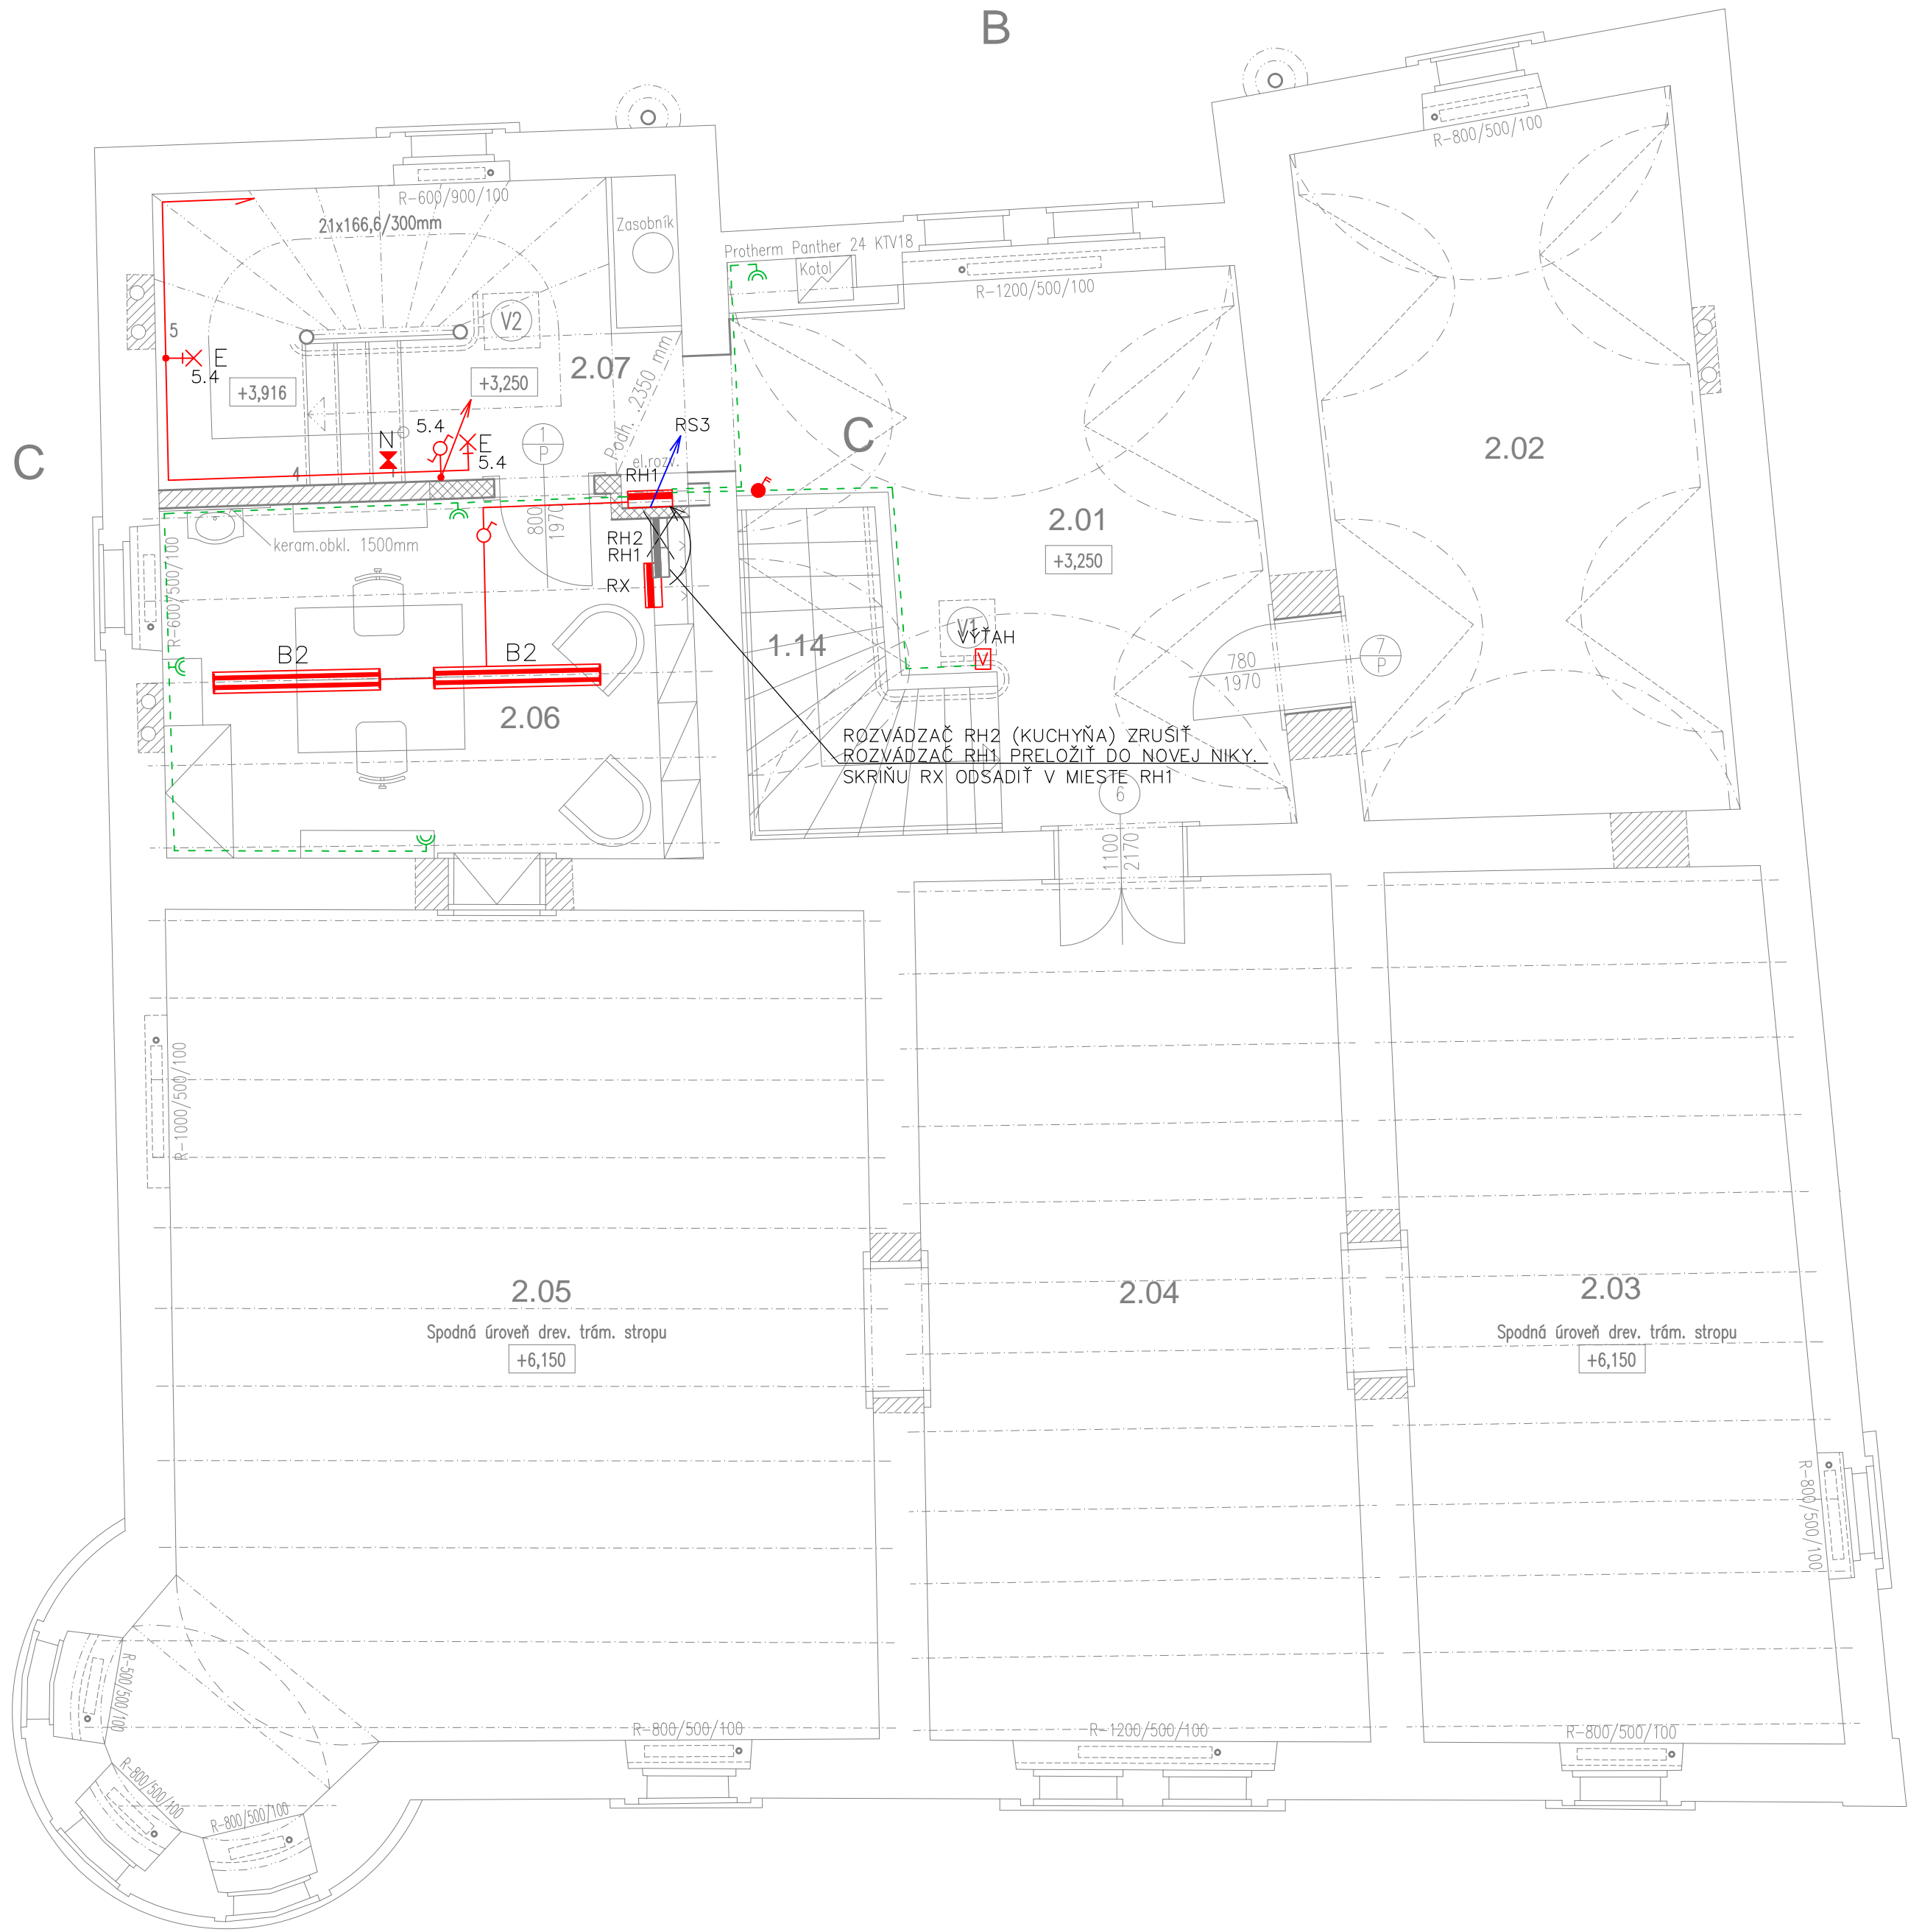 B
R-800/500/100
R-600/900/100
21x166,6/300mm
Zasobník
Protherm Panther 24 KTV18
Kotol
R-1200/500/100
V2
5
E
5.4
+3,916
+3,250
2.07
Podh. .2350 mm
C
C
2.02
N
5.4
E
5.4
4
1
P
RS3
el.rozv.
RH1
800
1970
2.01
+3,250
keram.obkl. 1500mm
R-600/500/100
RH2
RH1
RX
1.14
V1
VÝŤAH
V
780
1970
7
P
B2
B2
2.06
ROZVÁDZAČ RH2 (KUCHYŇA) ZRUŠIŤ
ROZVÁDZAČ RH1 PRELOŽIŤ DO NOVEJ NIKY.
SKRIŇU RX ODSADIŤ V MIESTE RH1
6
1100
2170
R-1000/500/100
2.05
Spodná úroveň drev. trám. stropu
+6,150
2.04
2.03
Spodná úroveň drev. trám. stropu
+6,150
R-800/500/100
R-500/500/100
R-800/500/100
R-800/500/100
R-800/500/100
R-1200/500/100
R-800/500/100